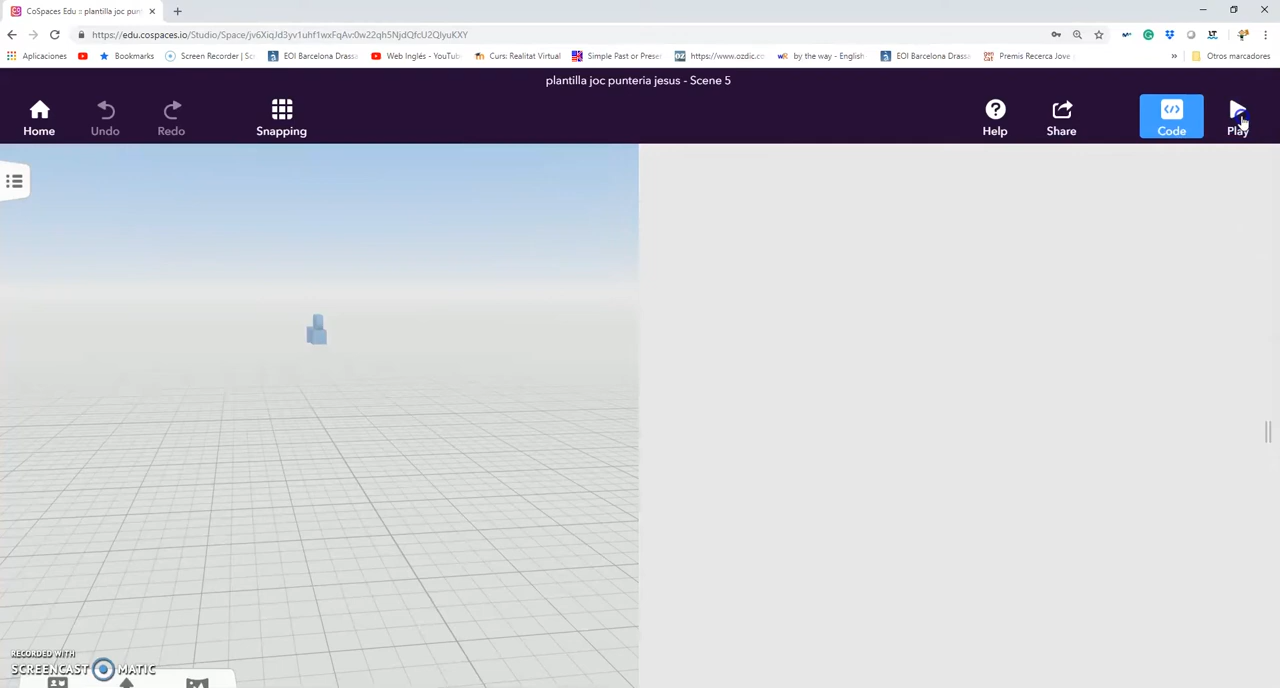 CoSpaces Edu :: plantilla joc punt
https://edu.cospaces.io/Studio/Space/jv6XiqJd3yv1uhf1wxFqAv0w22qh5NjdQfcU2QlyuKXY
Aplicaciones
Bookmarks
Screen Recorder | Sc
EOI Barcelona Drassa
Web Inglés - YouTub
Curs: Realitat Virtual
Simple Past or Presen
https://www.ozdic.co
by the way - English
EOI Barcelona Drassa
Premis Recerca Jove
»
Otros marcadores
plantilla joc punteria jesus - Scene 5
Home
Undo
Redo
Snapping
Help
Share
Code
Play
RECORDED WITH
SCREENCAST MATIC